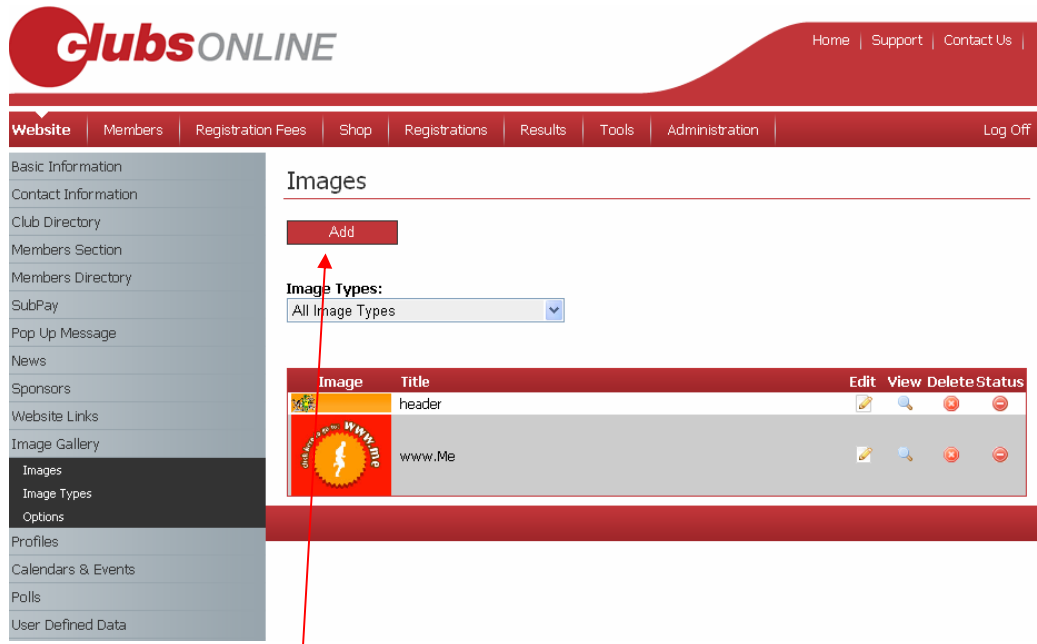 clubsONLINE
Home | Support | Contact Us |
Website Members Registration Fees Shop Registrations Results Tools Administration Log Off
Basic Information
Contact Information
Club Directory
Members Section
Members Directory
SubPay
Pop Up Message
News
Sponsors
Website Links
Image Gallery
Images
Image Types
Options
Profiles
Calendars & Events
Polls
User Defined Data
Images
Add
Image Types:
All Image Types
Image Title Edit View Delete Status
header
www.me
www.Me